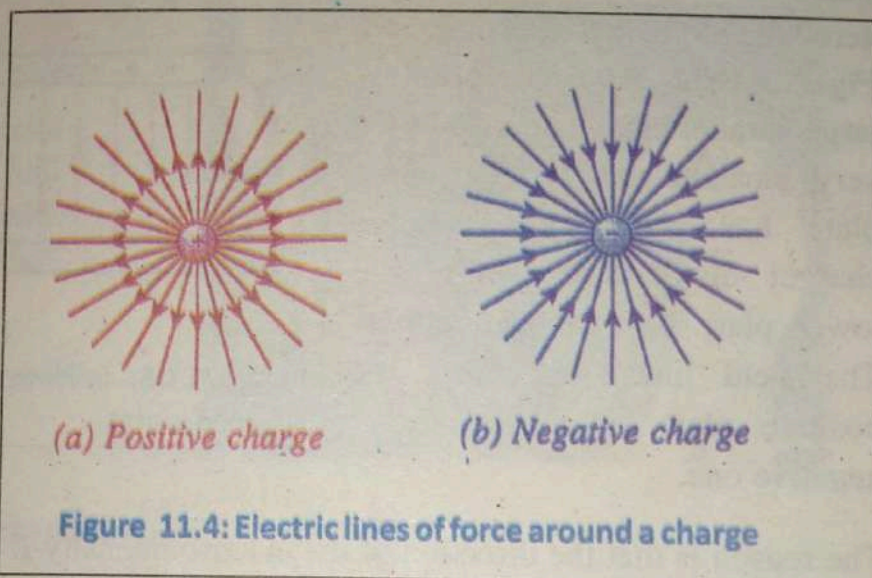 +
-
(a) Positive charge
(b) Negative charge
Figure 11.4: Electric lines of force around a charge